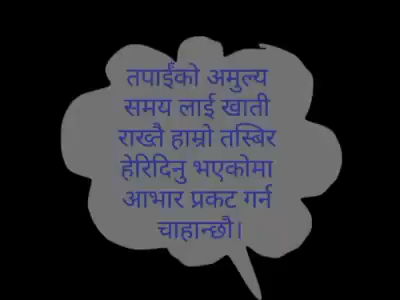 तपाईंको अमुल्य
समय लाई खाती
राख्तै हाम्रो तस्बिर
हेरिदिनु भएकोमा
आभार प्रकट गर्न
चाहान्छौ।